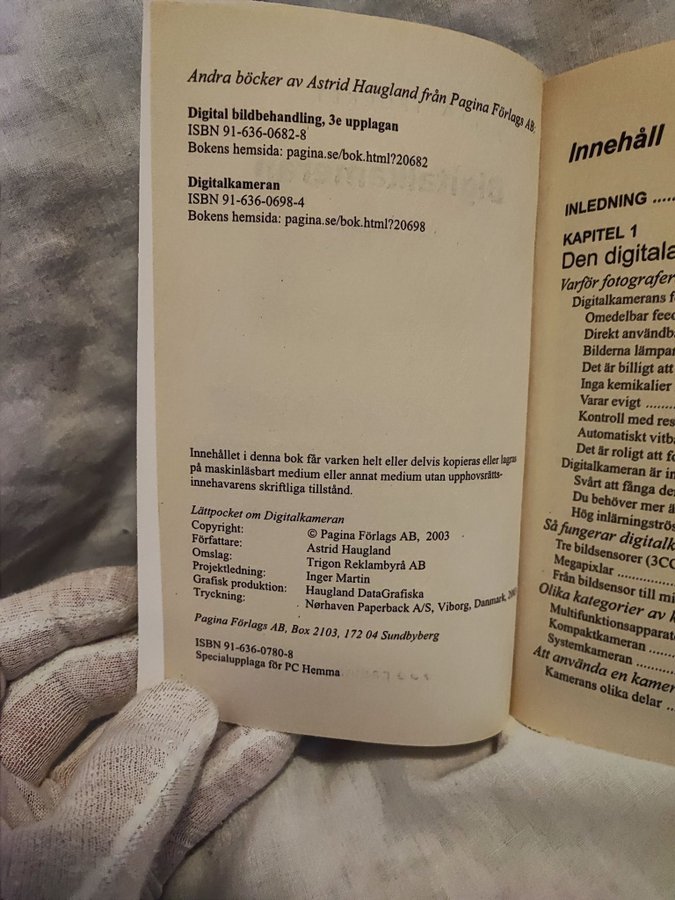 Andra böcker av Astrid Haugland från Pagina Förlags AB:
Digital bildbehandling, 3e upplagan
ISBN 91-636-0682-8
Bokens hemsida: pagina.se/bok.html?20682
Digitalkameran
ISBN 91-636-0698-4
Bokens hemsida: pagina.se/bok.html?20698
Innehållet i denna bok får varken helt eller delvis kopieras eller lagras
på maskinläsbart medium eller annat medium utan upphovsrätts-
innehavarens skriftliga tillstånd.
Lättpocket om Digitalkameran
Copyright: © Pagina Förlags AB, 2003
Författare: Astrid Haugland
Omslag: Trigon Reklambyrå AB
Projektledning: Inger Martin
Grafisk produktion: Haugland DataGrafiska
Tryckning: Nørhaven Paperback A/S, Viborg, Danmark,
Pagina Förlags AB, Box 2103, 172 04 Sundbyberg
ISBN 91-636-0780-8
Specialupplaga för PC Hemma
Innehåll
INLEDNING .....
KAPITEL 1
Den digitala
Varför fotografer
Digitalkamerans f
Omedelbar feed
Direkt användba
Bilderna lämpar
Det är billigt att
Inga kemikalier
Varar evigt ........
Kontroll med res
Automatiskt vitb
Det är roligt att fo
Digitalkameran är in
Svårt att fånga de
Du behöver mer ä
Hög inlärningströs
Så fungerar digitalk
Tre bildsensorer (3CC
Megapixlar ..........
Från bildsensor till mi
Olika kategorier av k
Multifunktionsapparat
Kompaktkameran ......
Systemkameran ..........
Att använda en kamer
Kamerans olika delar ..